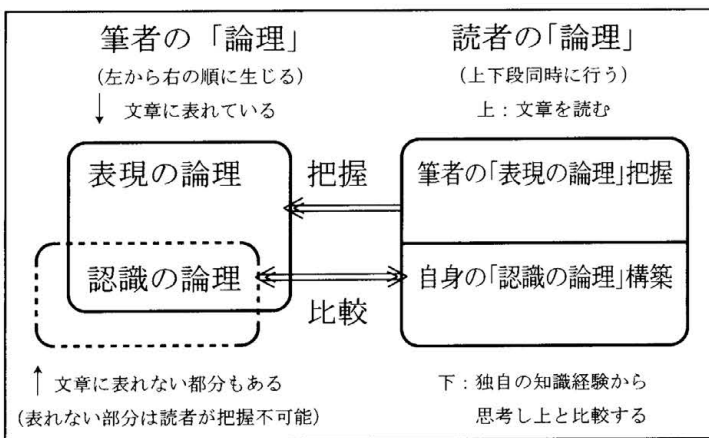 筆者の「論理」
(左から右の順に生じる)
↓ 文章に表れている
表現の論理
認識の論理
↑ 文章に表れない都分もある
(表れない部分は読者が把握不可能)
把握
比較
読者の「論理」
(上下段同時に行う)
上：文章を読む
筆者の「表現の論理」把握
自身の「認識の論理」構築
下：独自の知識経験から
思考し上と比較する